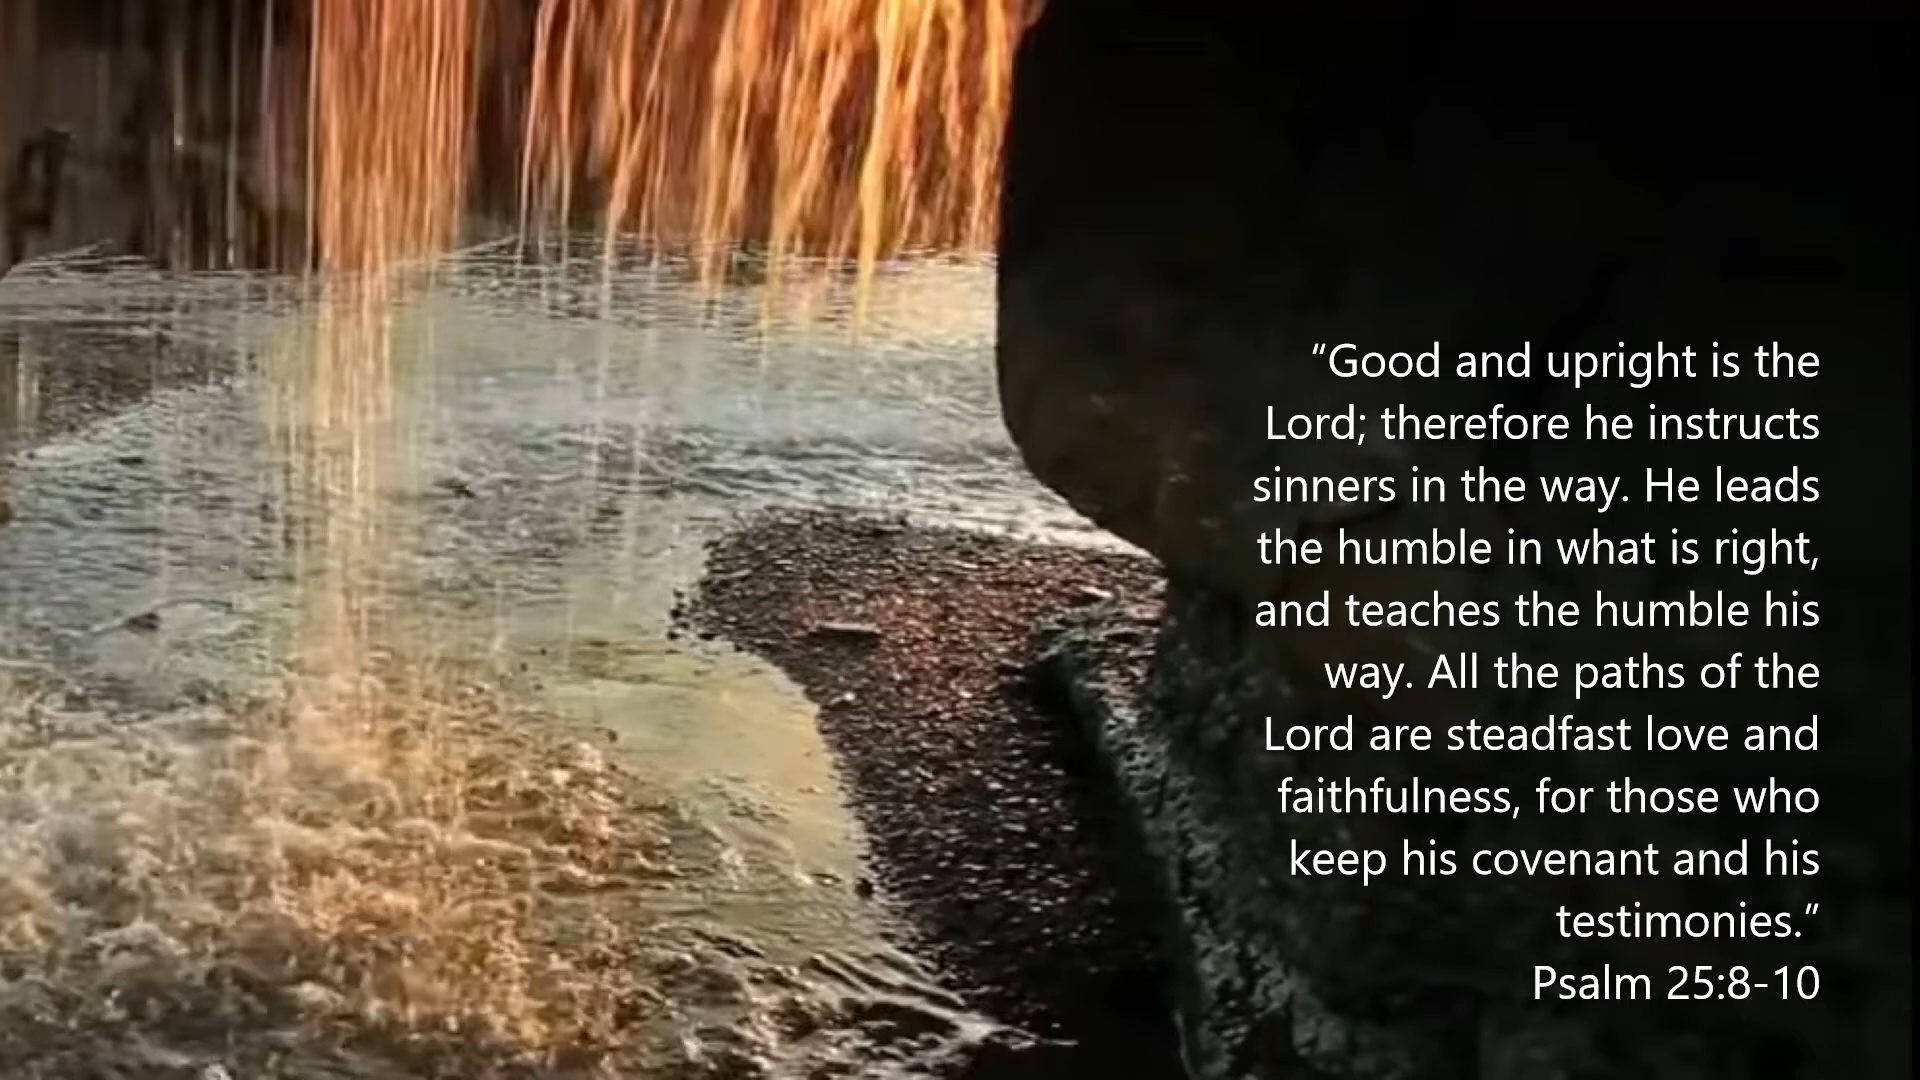 “Good and upright is the
Lord; therefore he instructs
sinners in the way. He leads
the humble in what is right,
and teaches the humble his
way. All the paths of the
Lord are steadfast love and
faithfulness, for those who
keep his covenant and his
testimonies.”
Psalm 25:8-10